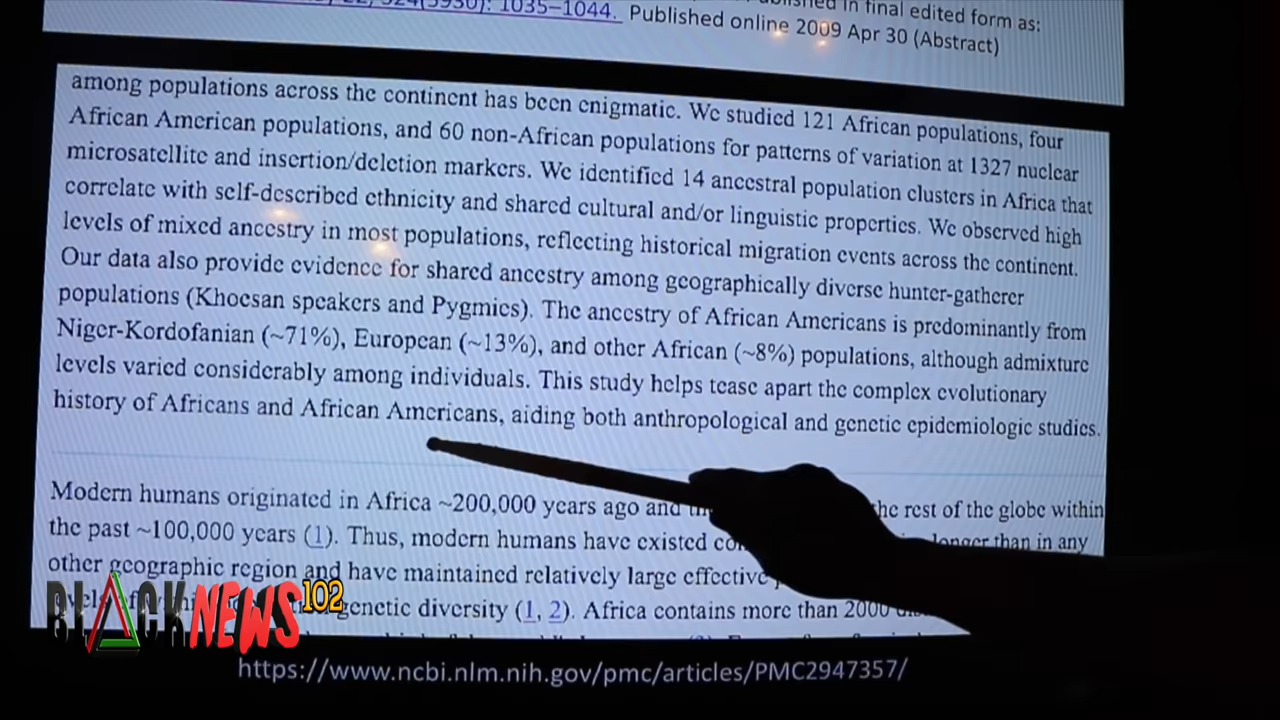 324(5930): 1035–1044. Published online 2009 Apr 30 (Abstract)
in final edited form as:
among populations across the continent has been enigmatic. We studied 121 African populations, four
African American populations, and 60 non-African populations for patterns of variation at 1327 nuclear
microsatellite and insertion/deletion markers. We identified 14 ancestral population clusters in Africa that
correlate with self-described ethnicity and shared cultural and/or linguistic properties. We observed high
levels of mixed ancestry in most populations, reflecting historical migration events across the continent.
Our data also provide evidence for shared ancestry among geographically diverse hunter-gatherer
populations (Khoesan speakers and Pygmies). The ancestry of African Americans is predominantly from
Niger-Kordofanian (~71%), European (~13%), and other African (~8%) populations, although admixture
levels varied considerably among individuals. This study helps tease apart the complex evolutionary
history of Africans and African Americans, aiding both anthropological and genetic epidemiologic studies.
Modern humans originated in Africa ~200,000 years ago and the rest of the globe within
the past ~100,000 years (1). Thus, modern humans have existed longer than in any
other geographic region and have maintained relatively large effective
genetic diversity (1, 2). Africa contains more than 2000
BLACKNEWS102
https://www.ncbi.nlm.nih.gov/pmc/articles/PMC2947357/